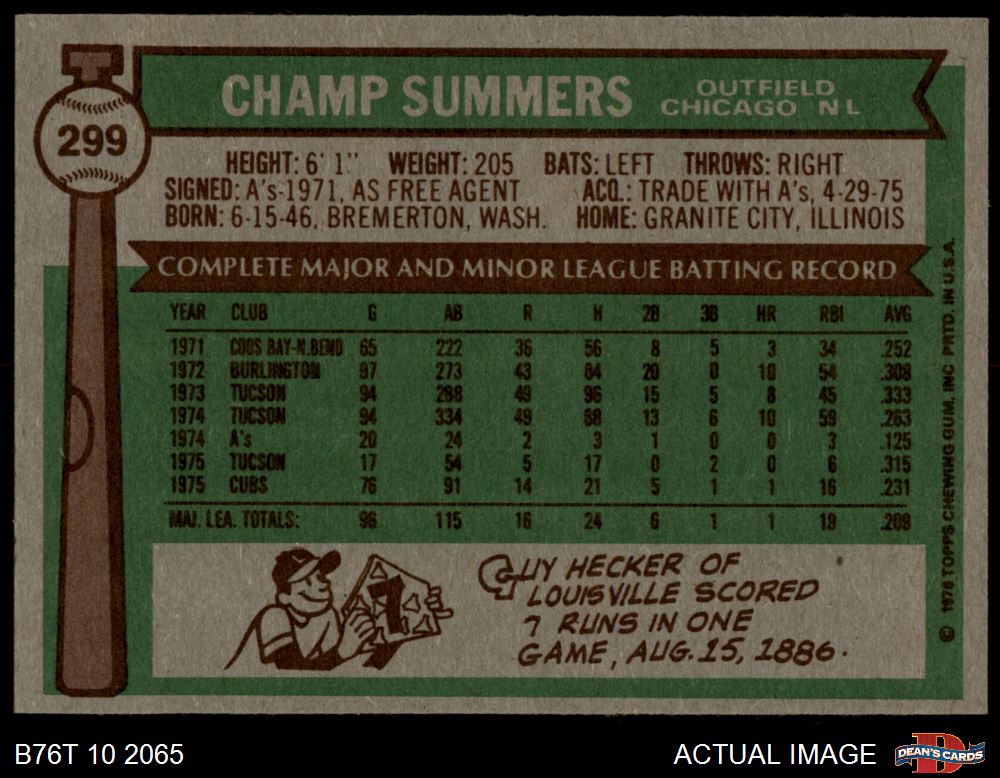 CHAMP SUMMERS
OUTFIELD
CHICAGO N L
299
HEIGHT: 6' 1" WEIGHT: 205 BATS: LEFT THROWS: RIGHT
SIGNED: A's-1971, AS FREE AGENT ACQ.: TRADE WITH A's, 4-29-75
BORN: 6-15-46, BREMERTON, WASH. HOME: GRANITE CITY, ILLINOIS
COMPLETE MAJOR AND MINOR LEAGUE BATTING RECORD
YEAR CLUB G AB R H 2B 3B HR RBI AVG
1971 COOS BAY-N.BEND 65 222 36 56 8 5 3 34 .252
1972 BURLINGTON 97 273 43 84 20 0 10 54 .308
1973 TUCSON 94 288 49 96 15 5 8 45 .333
1974 TUCSON 94 334 49 88 13 6 10 59 .263
1974 A's 20 24 2 3 1 0 0 3 .125
1975 TUCSON 17 54 5 17 0 2 0 6 .315
1975 CUBS 76 91 14 21 5 1 1 16 .231
MAJ. LEA. TOTALS: 96 115 16 24 6 1 1 19 .209
GUY HECKER OF
LOUISVILLE SCORED
7 RUNS IN ONE
GAME, AUG. 15, 1886.
7
© 1976 TOPPS CHEWING GUM, INC PRTD. IN U.S.A.
B76T 10 2065
ACTUAL IMAGE
DEAN'S CARDS